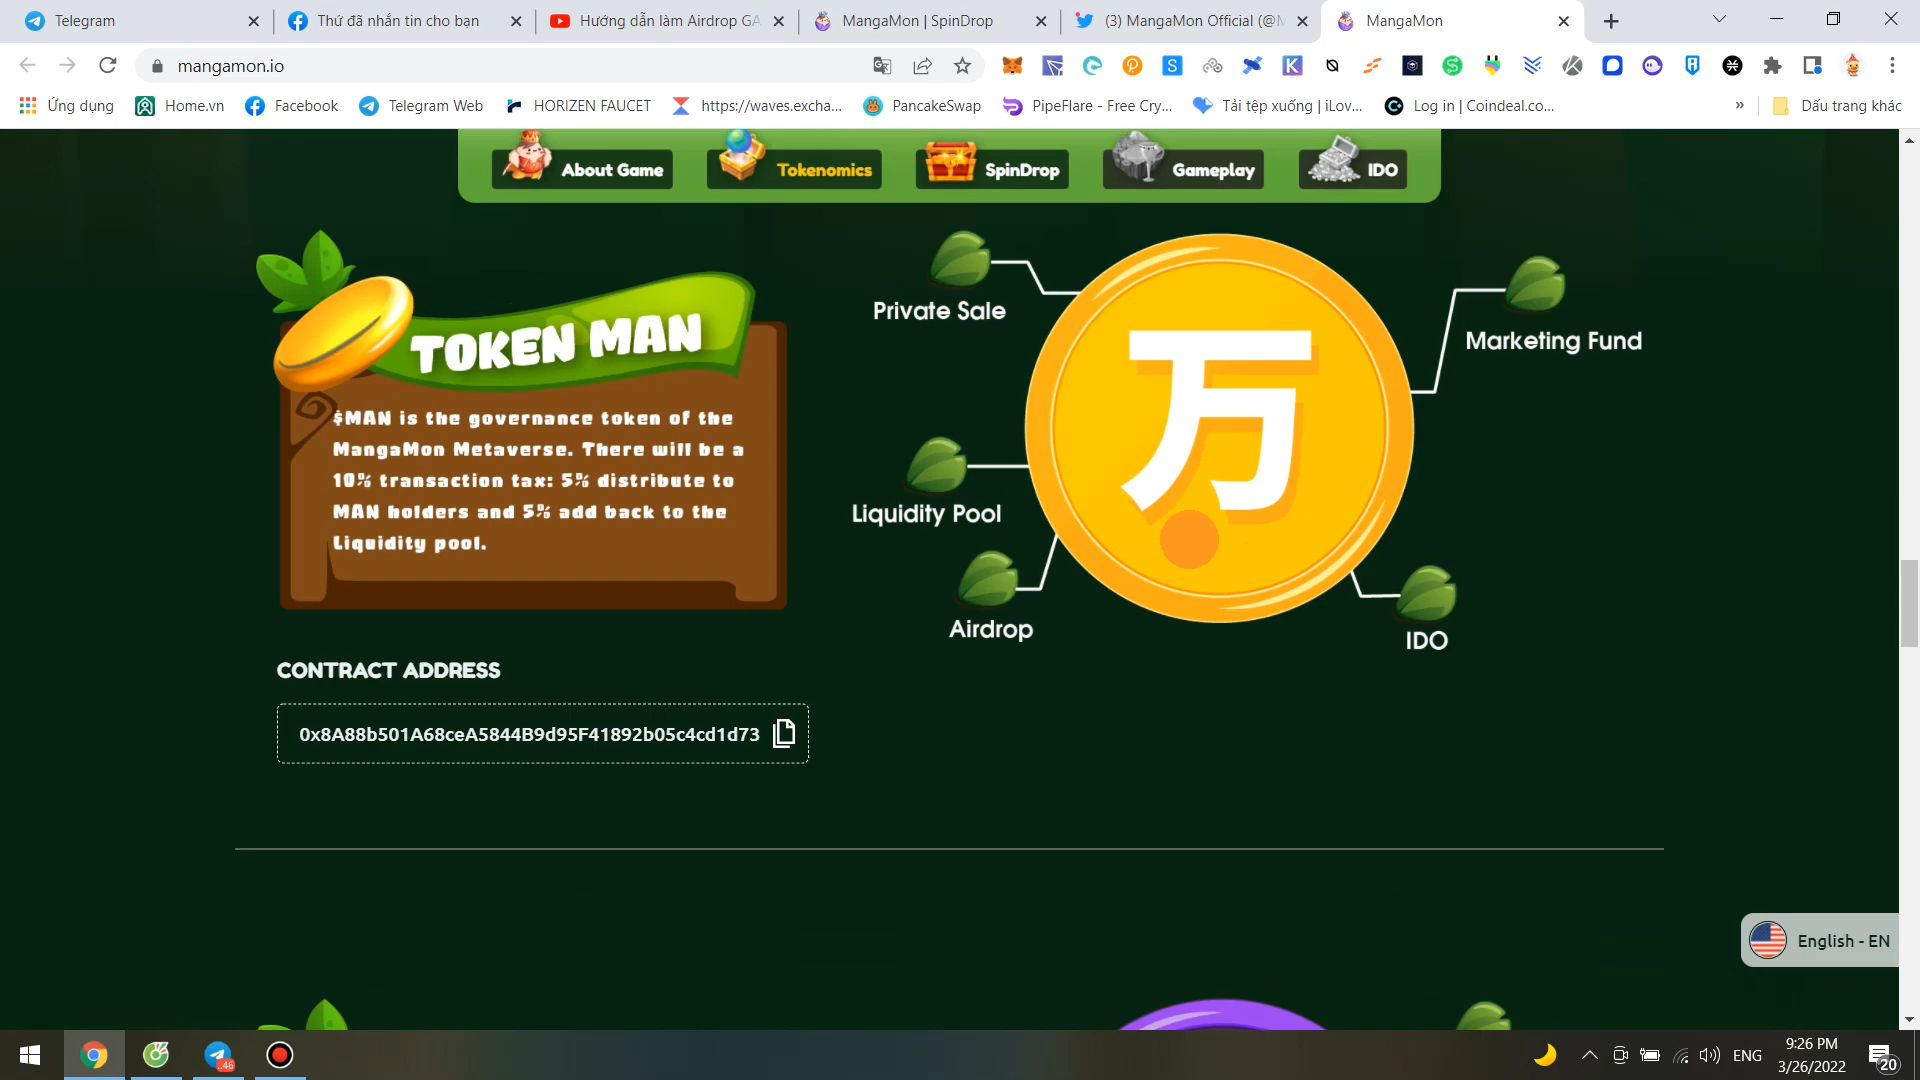 Telegram
Thứ đã nhắn tin cho bạn
Hướng dẫn làm Airdrop GA
MangaMon | SpinDrop
(3) MangaMon Official (@M
MangaMon
mangamon.io
Ứng dụng
Home.vn
Facebook
Telegram Web
HORIZEN FAUCET
https://waves.excha...
PancakeSwap
PipeFlare - Free Cry...
Tải tệp xuống | iLov...
Log in | Coindeal.co...
»
Dấu trang khác
About Game
Tokenomics
SpinDrop
Gameplay
IDO
TOKEN MAN
$MAN is the governance token of the
MangaMon Metaverse. There will be a
10% transaction tax: 5% distribute to
MAN holders and 5% add back to the
Liquidity pool.
CONTRACT ADDRESS
0x8A88b501A68ceA5844B9d95F41892b05c4cd1d73
Private Sale
Marketing Fund
万
Liquidity Pool
Airdrop
IDO
English - EN
46
ENG
9:26 PM
3/26/2022
20